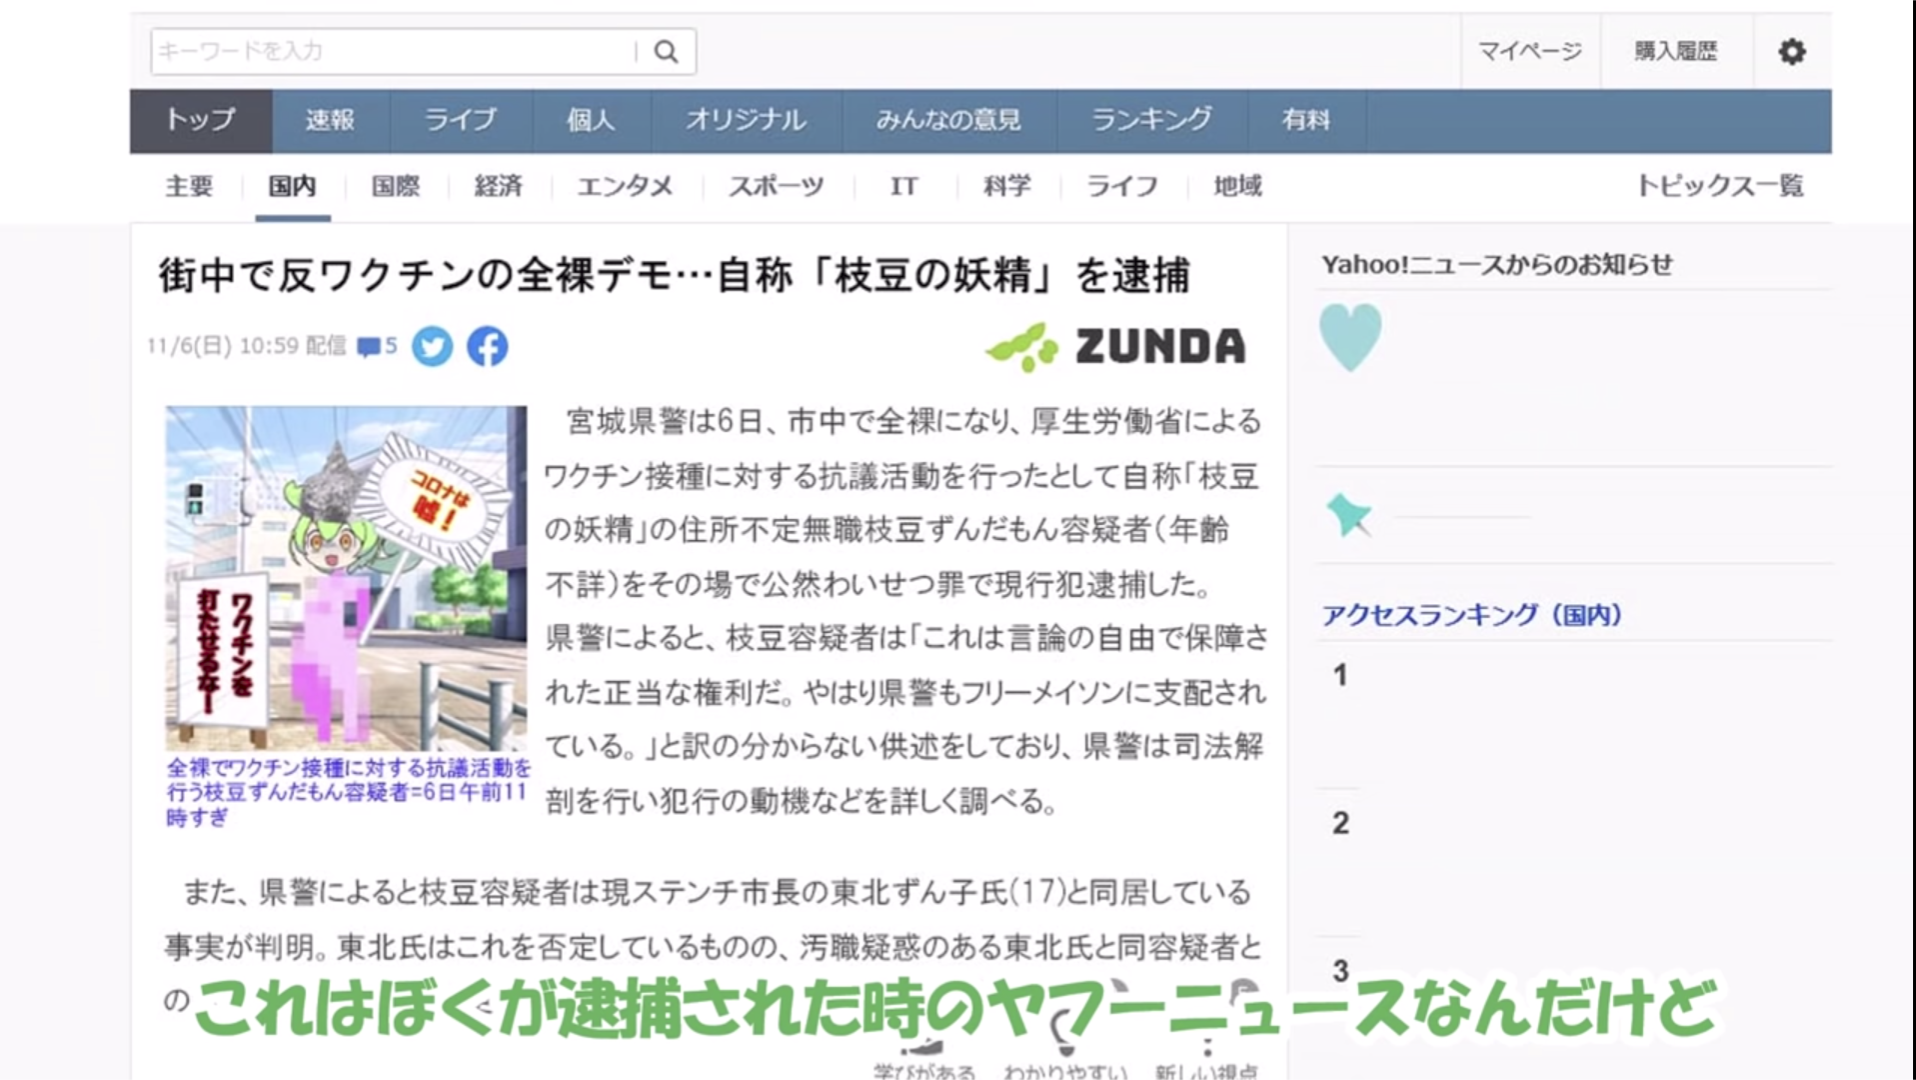 キーワードを入力
マイページ
購入履歴
トップ 速報 ライブ 個人 オリジナル みんなの意見 ランキング 有料
主要 国内 国際 経済 エンタメ スポーツ IT 科学 ライフ 地域 トピックス一覧
街中で反ワクチンの全裸デモ…自称「枝豆の妖精」を逮捕
11/6(日) 10:59 配信 5
ZUNDA
コロナは
嘘!
ワクチンを
打たせるな!
全裸でワクチン接種に対する抗議活動を
行う枝豆ずんだもん容疑者=6日午前11
時すぎ
宮城県警は6日、市中で全裸になり、厚生労働省による
ワクチン接種に対する抗議活動を行ったとして自称「枝豆
の妖精」の住所不定無職枝豆ずんだもん容疑者(年齢
不詳)をその場で公然わいせつ罪で現行犯逮捕した。
県警によると、枝豆容疑者は「これは言論の自由で保障さ
れた正当な権利だ。やはり県警もフリーメイソンに支配され
ている。」と訳の分からない供述をしており、県警は司法解
剖を行い犯行の動機などを詳しく調べる。
また、県警によると枝豆容疑者は現ステンチ市長の東北ずん子氏(17)と同居している
事実が判明。東北氏はこれを否定しているものの、汚職疑惑のある東北氏と同容疑者と
の
これはぼくが逮捕された時のヤフーニュースなんだけど
学びがある わかりやすい 新しい視点
Yahoo!ニュースからのお知らせ
アクセスランキング(国内)
1
2
3